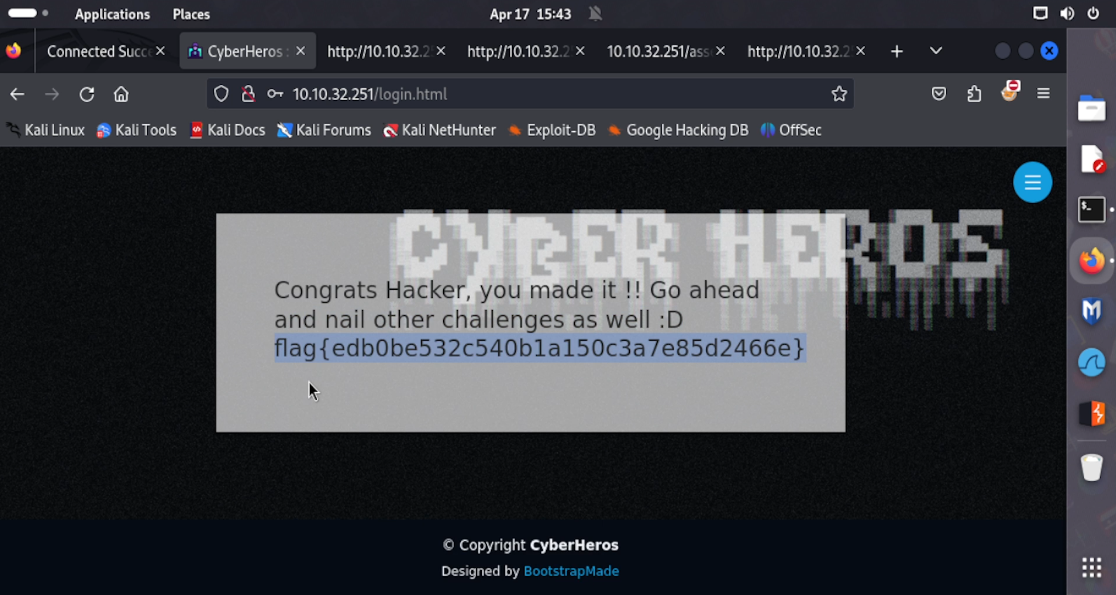 Applications Places Apr 17 15:43
Connected Succe CyberHeros : http://10.10.32.2 http://10.10.32.2 10.10.32.251/ass http://10.10.32.2
10.10.32.251/login.html
Kali Linux Kali Tools Kali Docs Kali Forums Kali NetHunter Exploit-DB Google Hacking DB OffSec
CYBER HEROS
Congrats Hacker, you made it !! Go ahead
and nail other challenges as well :D
flag{edb0be532c540b1a150c3a7e85d2466e}
© Copyright CyberHeros
Designed by BootstrapMade